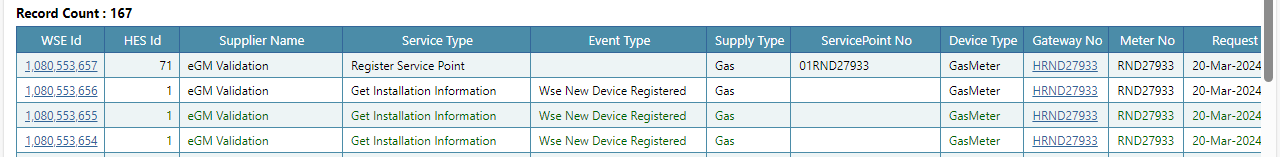 Record Count : 167
WSE Id HES Id Supplier Name Service Type Event Type Supply Type ServicePoint No Device Type Gateway No Meter No Request
1,080,553,657 71 eGM Validation Register Service Point Gas 01RND27933 GasMeter HRND27933 RND27933 20-Mar-2024
1,080,553,656 1 eGM Validation Get Installation Information Wse New Device Registered Gas GasMeter HRND27933 RND27933 20-Mar-2024
1,080,553,655 1 eGM Validation Get Installation Information Wse New Device Registered Gas GasMeter HRND27933 RND27933 20-Mar-2024
1,080,553,654 1 eGM Validation Get Installation Information Wse New Device Registered Gas GasMeter HRND27933 RND27933 20-Mar-2024